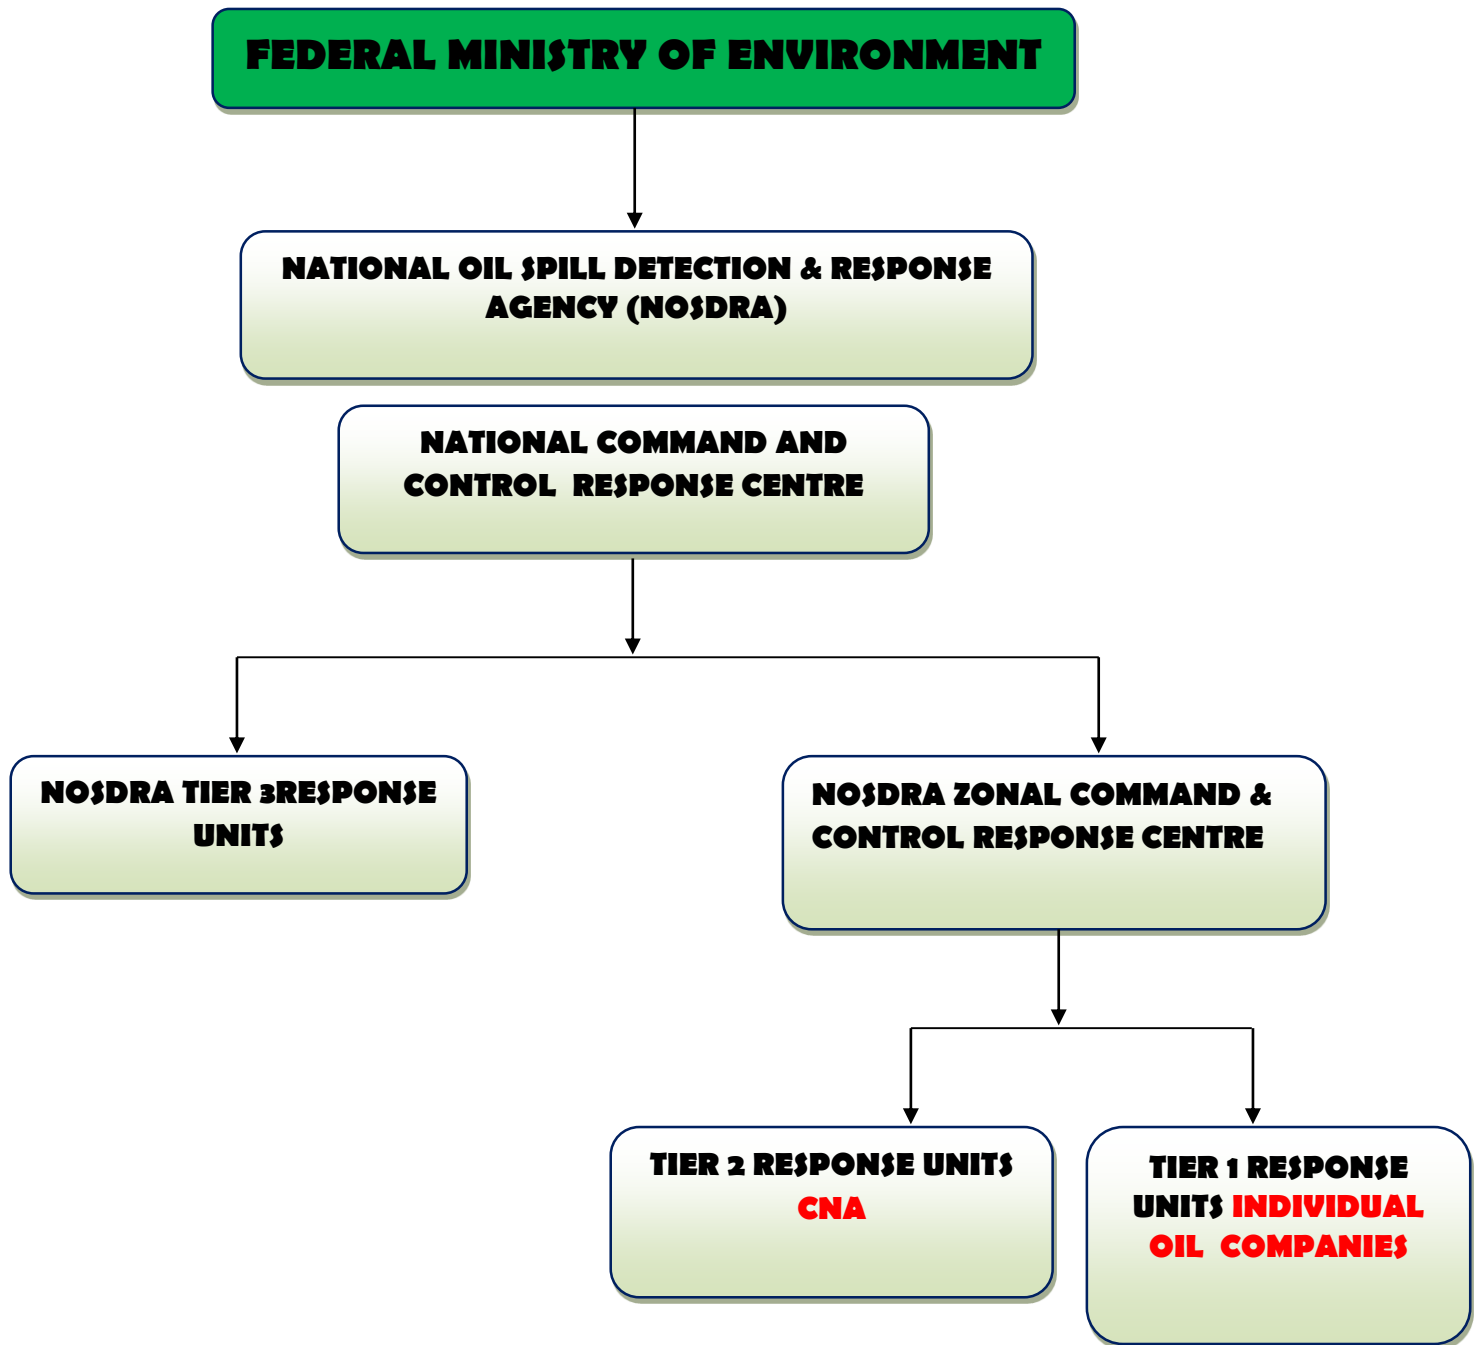 FEDERAL MINISTRY OF ENVIRONMENT
NATIONAL OIL SPILL DETECTION & RESPONSE
AGENCY (NOSDRA)
NATIONAL COMMAND AND
CONTROL RESPONSE CENTRE
NOSDRA TIER 3RESPONSE
UNITS
NOSDRA ZONAL COMMAND &
CONTROL RESPONSE CENTRE
TIER 2 RESPONSE UNITS
CNA
TIER 1 RESPONSE
UNITS INDIVIDUAL
OIL COMPANIES